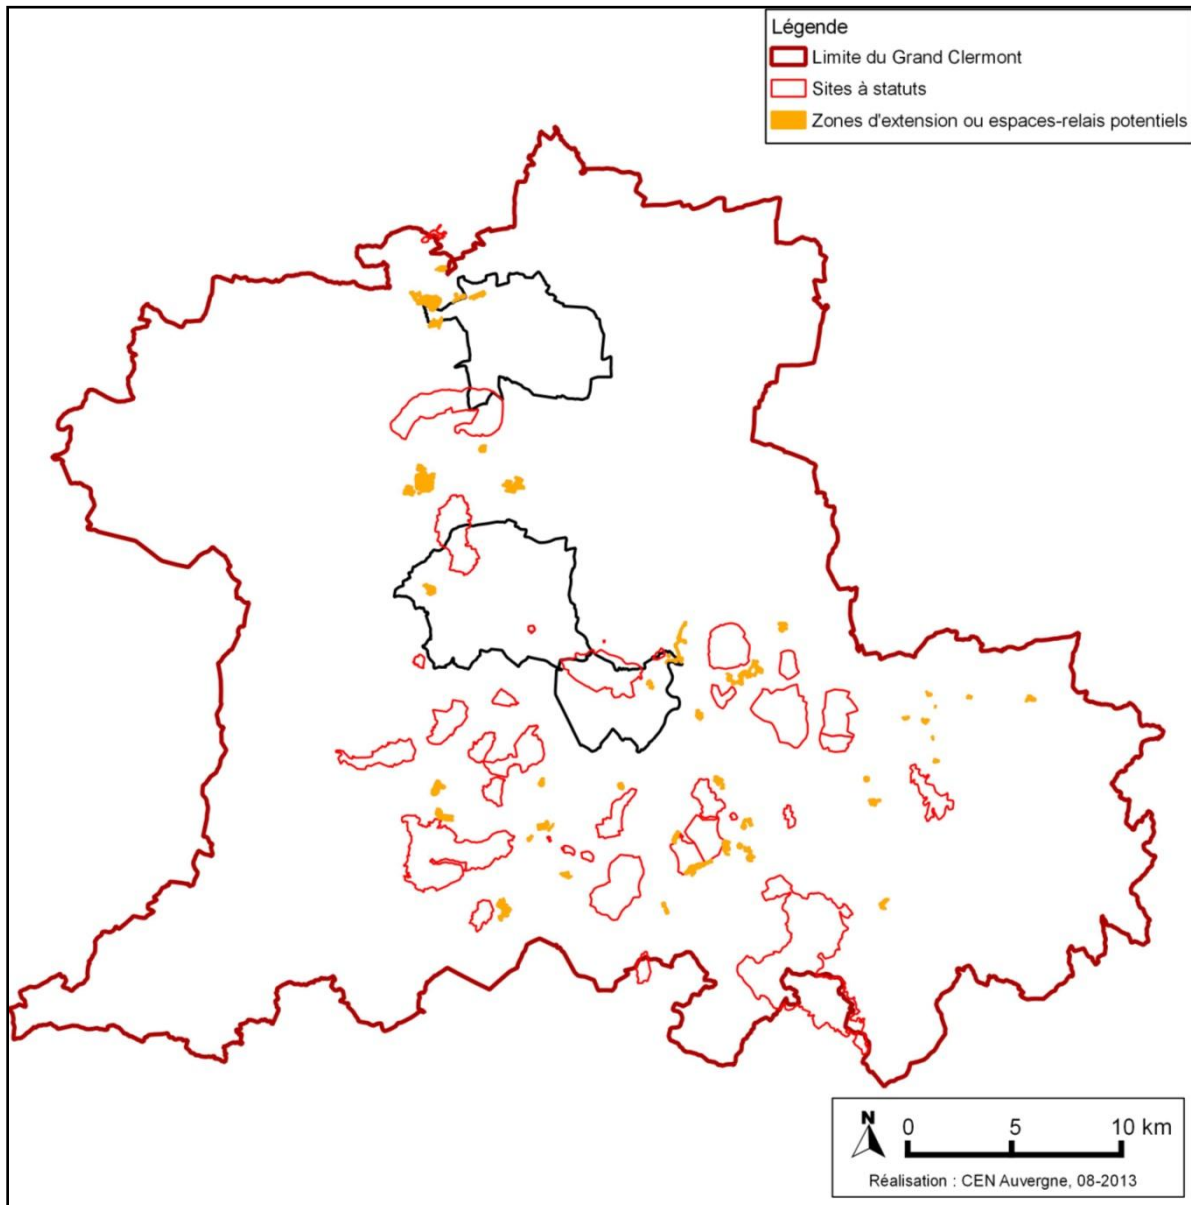 Légende
Limite du Grand Clermont
Sites à statuts
Zones d'extension ou espaces-relais potentiels
N
0 5 10 km
Réalisation : CEN Auvergne, 08-2013